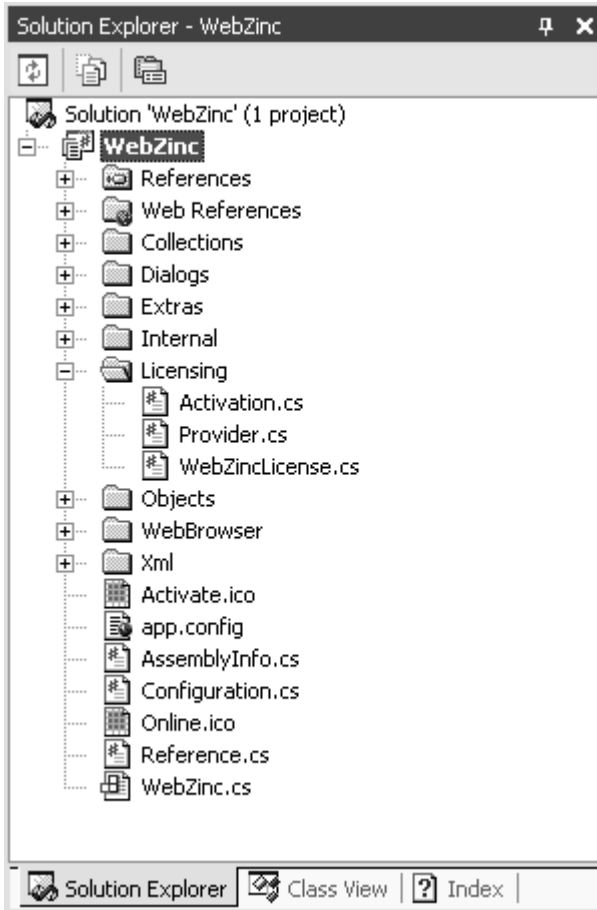 Solution Explorer - WebZinc
Solution 'WebZinc' (1 project)
WebZinc
References
Web References
Collections
Dialogs
Extras
Internal
Licensing
Activation.cs
Provider.cs
WebZincLicense.cs
Objects
WebBrowser
Xml
Activate.ico
app.config
AssemblyInfo.cs
Configuration.cs
Online.ico
Reference.cs
WebZinc.cs
Solution Explorer Class View Index